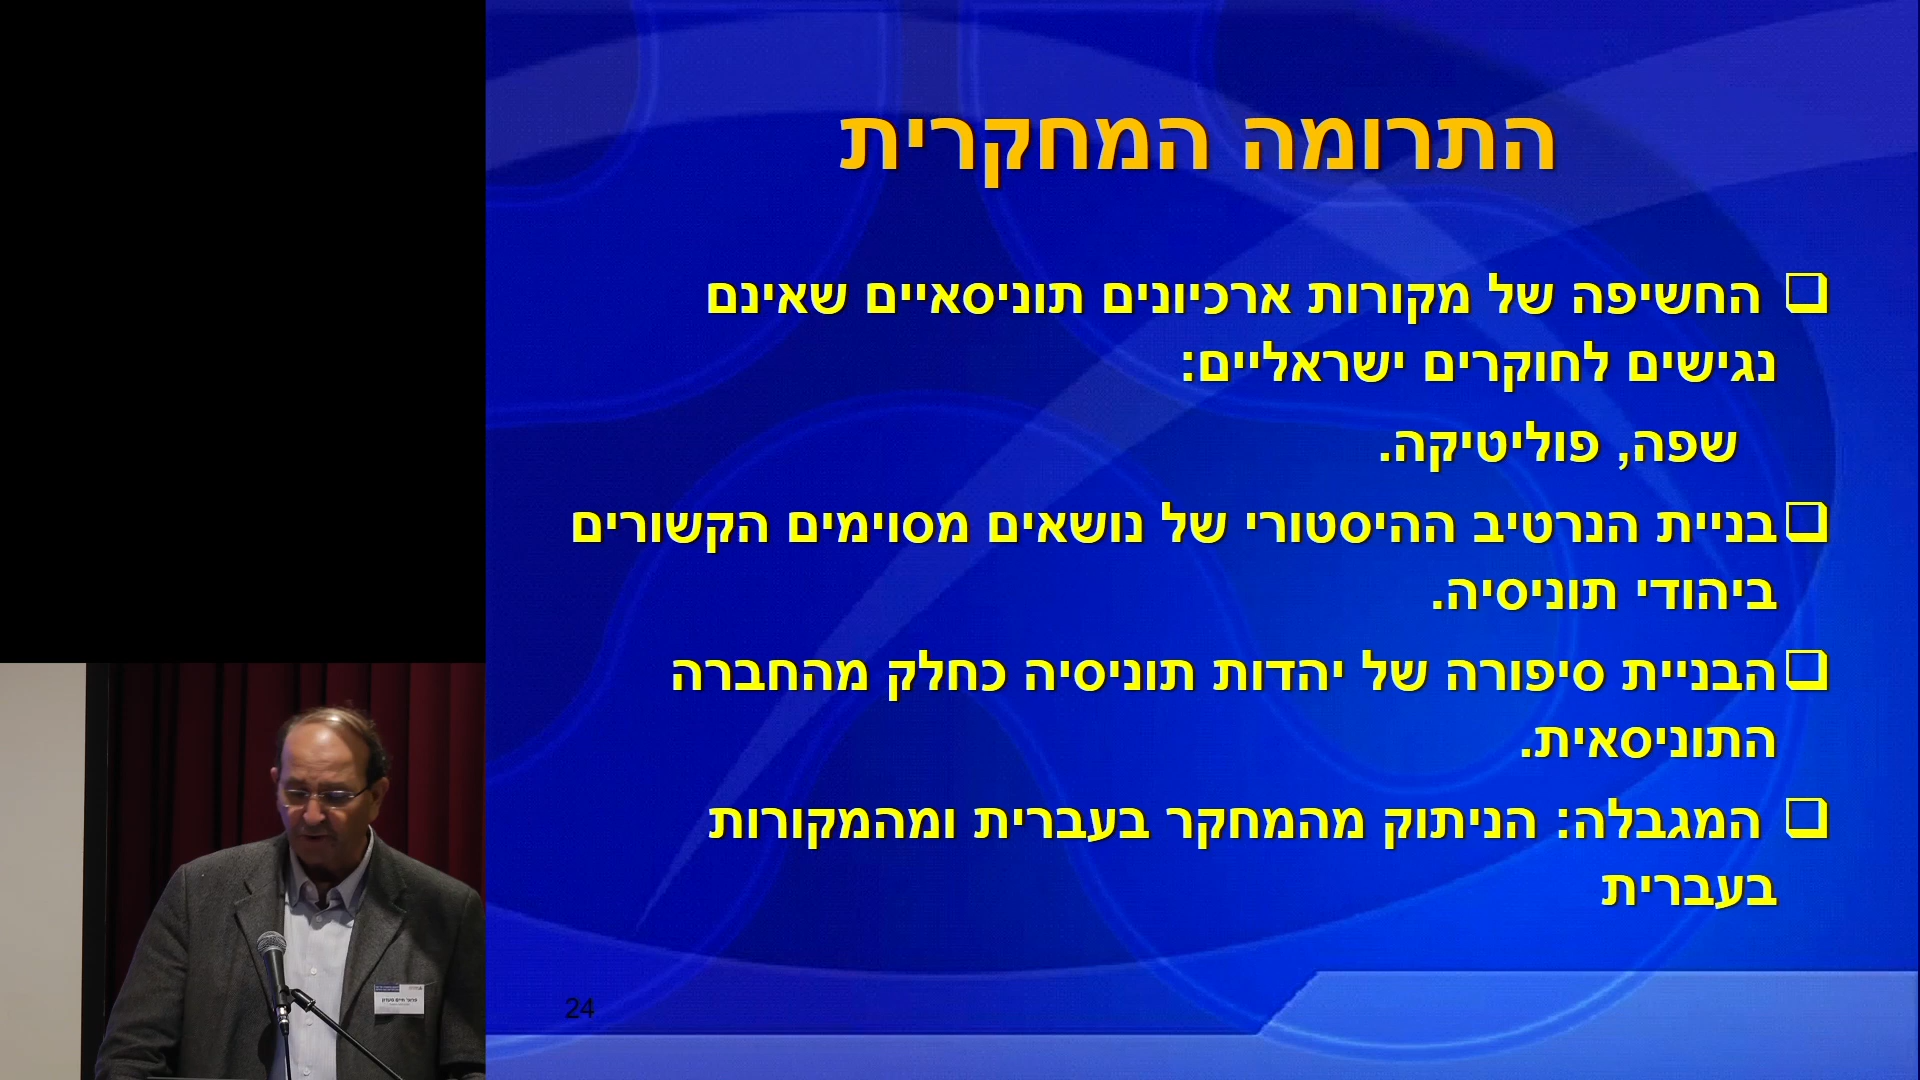 התרומה המחקרית
החשיפה של מקורות ארכיונים תוניסאיים שאינם
נגישים לחוקרים ישראליים:
שפה, פוליטיקה.
בניית הנרטיב ההיסטורי של נושאים מסוימים הקשורים
ביהודי תוניסיה.
הבניית סיפורה של יהדות תוניסיה כחלק מהחברה
התוניסאית.
המגבלה: הניתוק מהמחקר בעברית ומהמקורות
בעברית
24